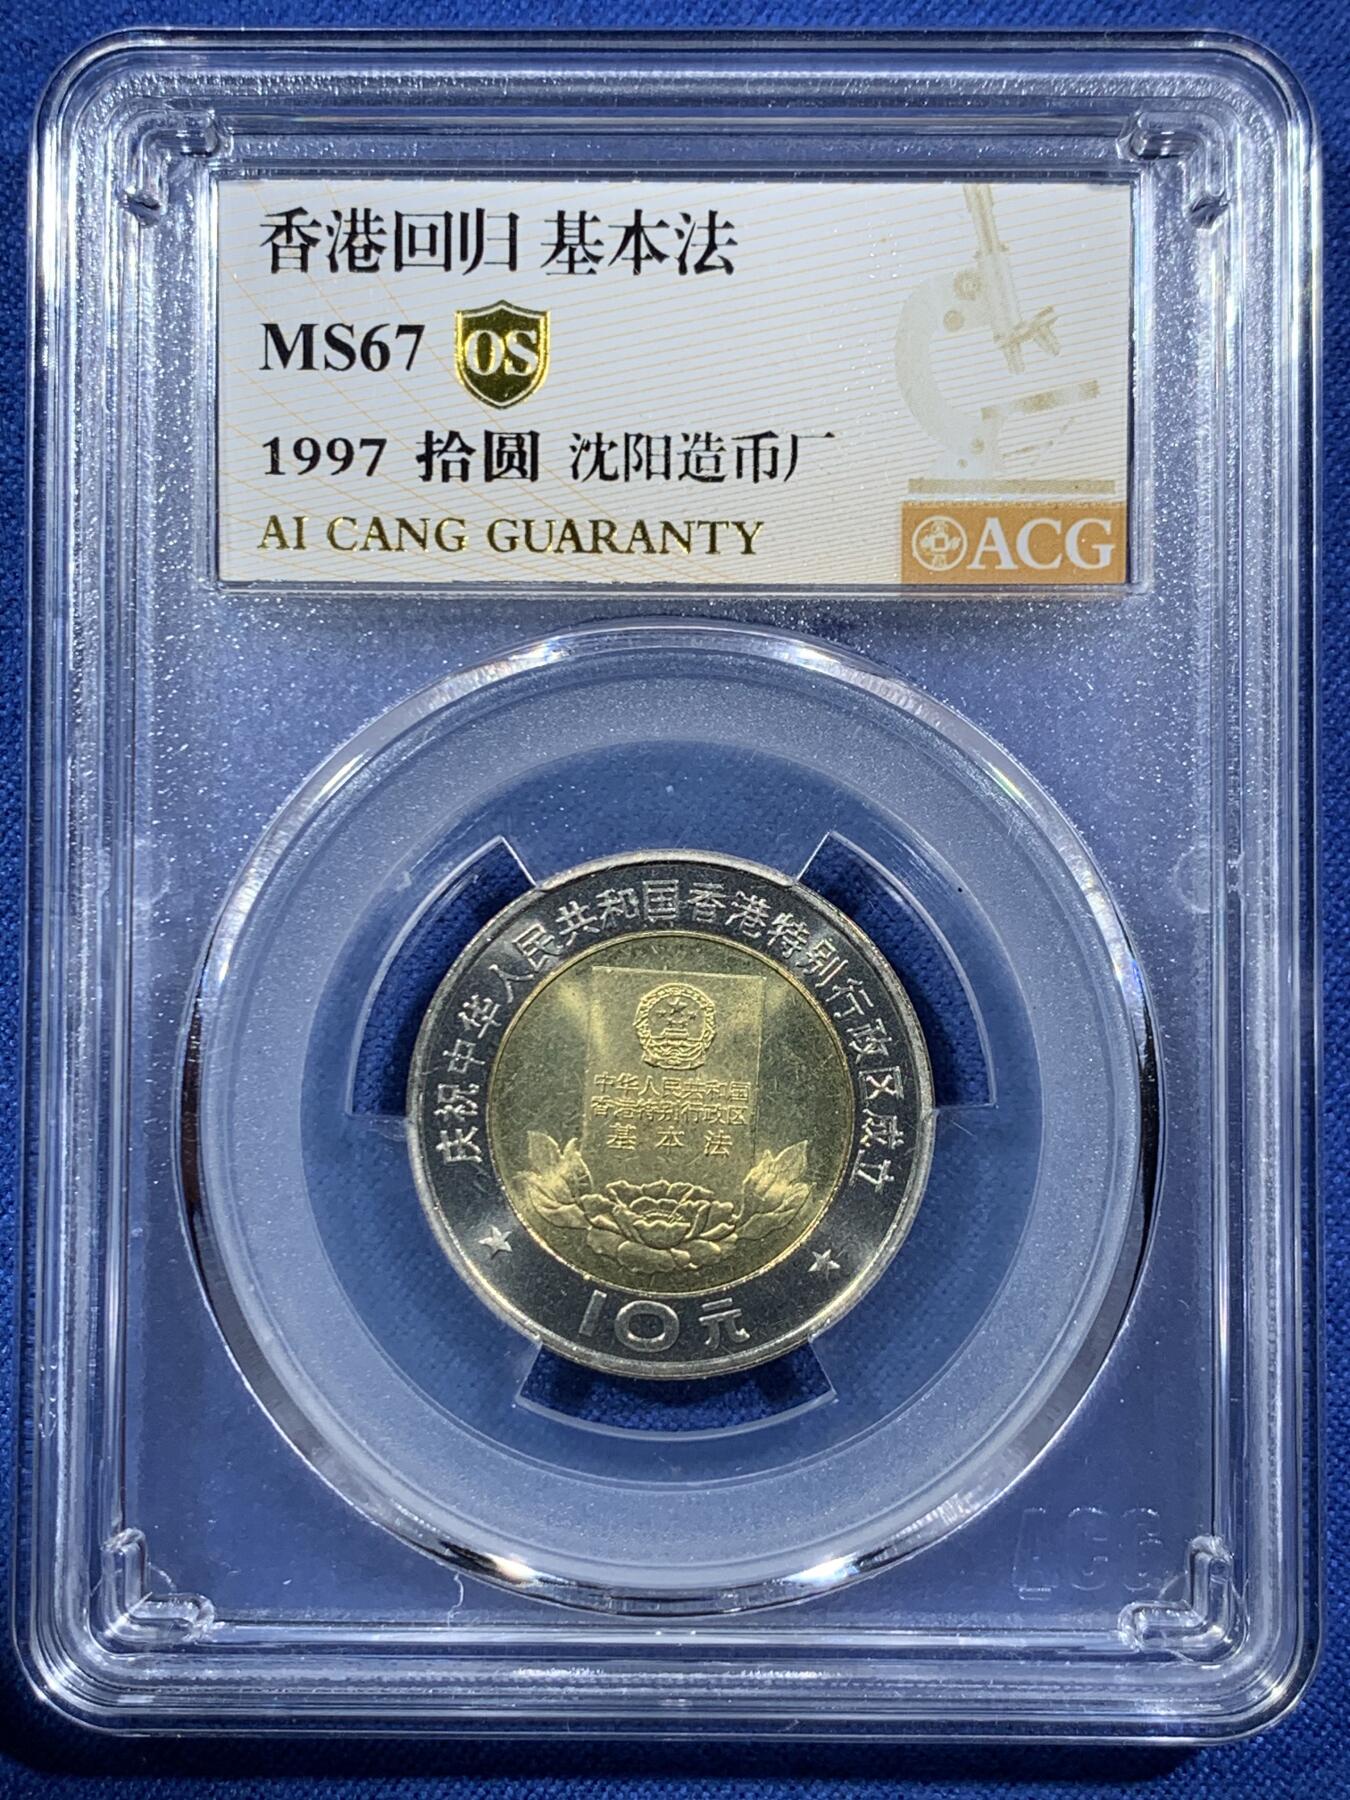 香港回归 基本法
MS67 OS
1997 拾圆 沈阳造币厂
AI CANG GUARANTY
ACG
庆祝中华人民共和国香港特别行政区成立
中华人民共和国
香港特别行政区
基本法
10元
ACG